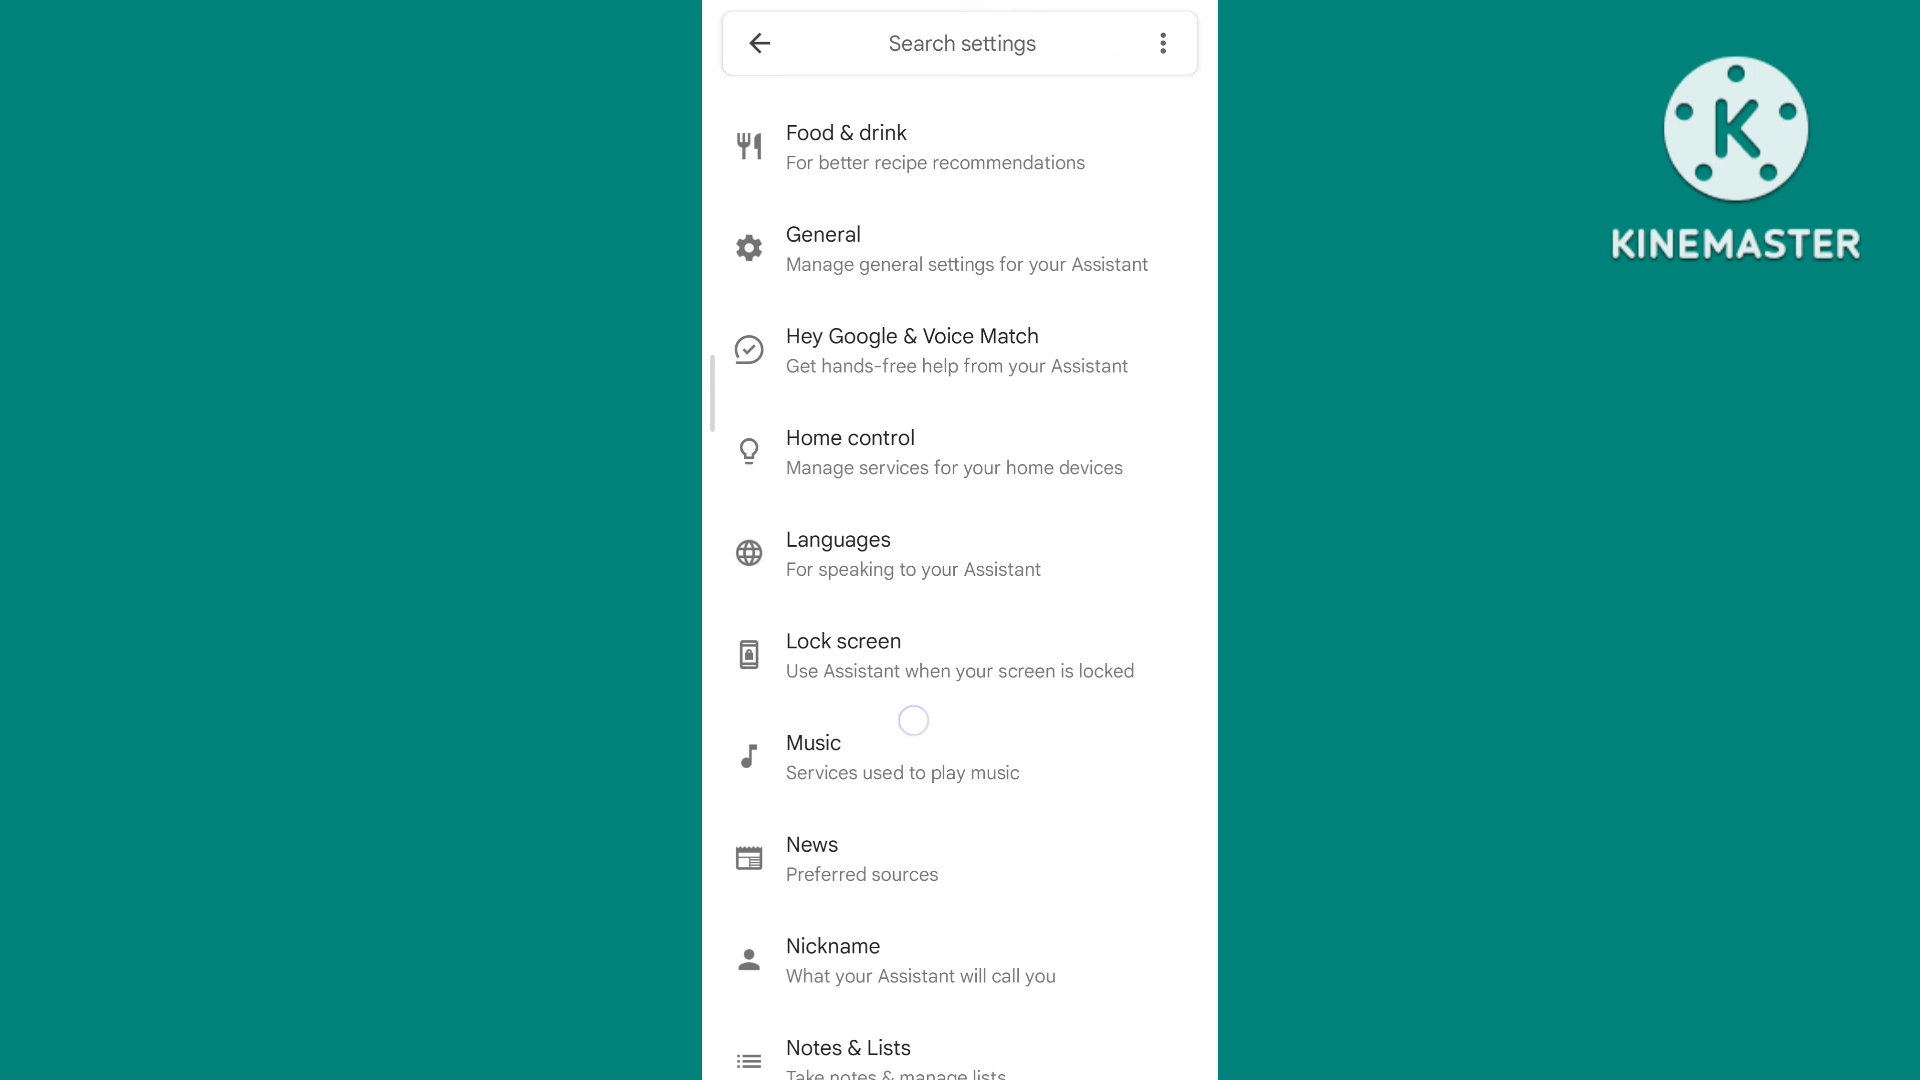 Search settings
Food & drink
For better recipe recommendations
General
Manage general settings for your Assistant
Hey Google & Voice Match
Get hands-free help from your Assistant
Home control
Manage services for your home devices
Languages
For speaking to your Assistant
Lock screen
Use Assistant when your screen is locked
Music
Services used to play music
News
Preferred sources
Nickname
What your Assistant will call you
Notes & Lists
Take notes & manage lists
K
KINEMASTER